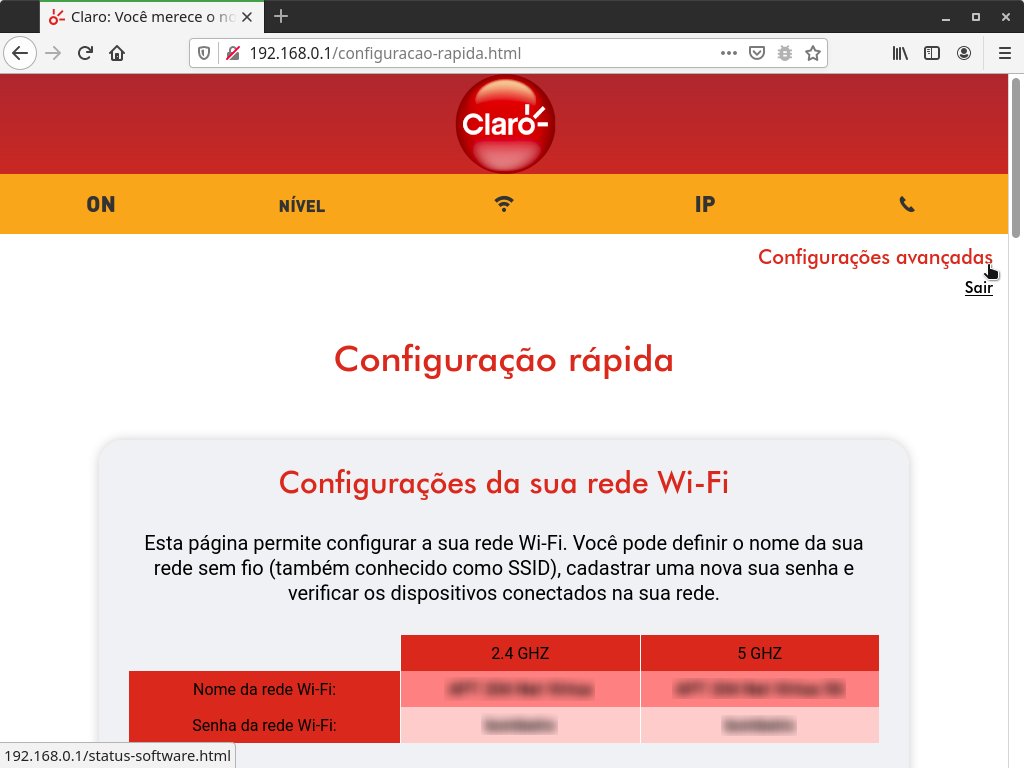 Claro: Você merece o no
192.168.0.1/configuracao-rapida.html
Claro
ON
NÍVEL
IP
Configurações avançadas
Sair
Configuração rápida
Configurações da sua rede Wi-Fi
Esta página permite configurar a sua rede Wi-Fi. Você pode definir o nome da sua
rede sem fio (também conhecido como SSID), cadastrar uma nova sua senha e
verificar os dispositivos conectados na sua rede.
2.4 GHZ
5 GHZ
Nome da rede Wi-Fi:
Senha da rede Wi-Fi:
192.168.0.1/status-software.html